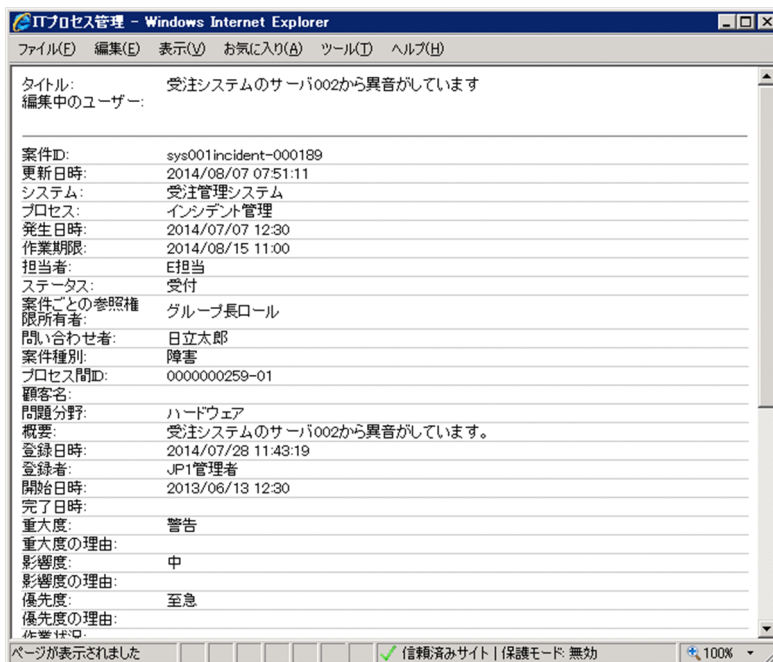 ITプロセス管理 - Windows Internet Explorer
ファイル(F) 編集(E) 表示(V) お気に入り(A) ツール(T) ヘルプ(H)
タイトル: 受注システムのサーバ002から異音がしています
編集中のユーザー:
案件ID: sys001incident-000189
更新日時: 2014/08/07 07:51:11
システム: 受注管理システム
プロセス: インシデント管理
発生日時: 2014/07/07 12:30
作業期限: 2014/08/15 11:00
担当者: E担当
ステータス: 受付
案件ごとの参照権
限所有者: グループ長ロール
問い合わせ者: 日立太郎
案件種別: 障害
プロセス間ID: 0000000259-01
顧客名:
問題分野: ハードウェア
概要: 受注システムのサーバ002から異音がしています。
登録日時: 2014/07/28 11:43:19
登録者: JP1管理者
開始日時: 2013/06/13 12:30
完了日時:
重大度: 警告
重大度の理由:
影響度: 中
影響度の理由:
優先度: 至急
優先度の理由:
作業状況:
ページが表示されました 信頼済みサイト | 保護モード: 無効 100%